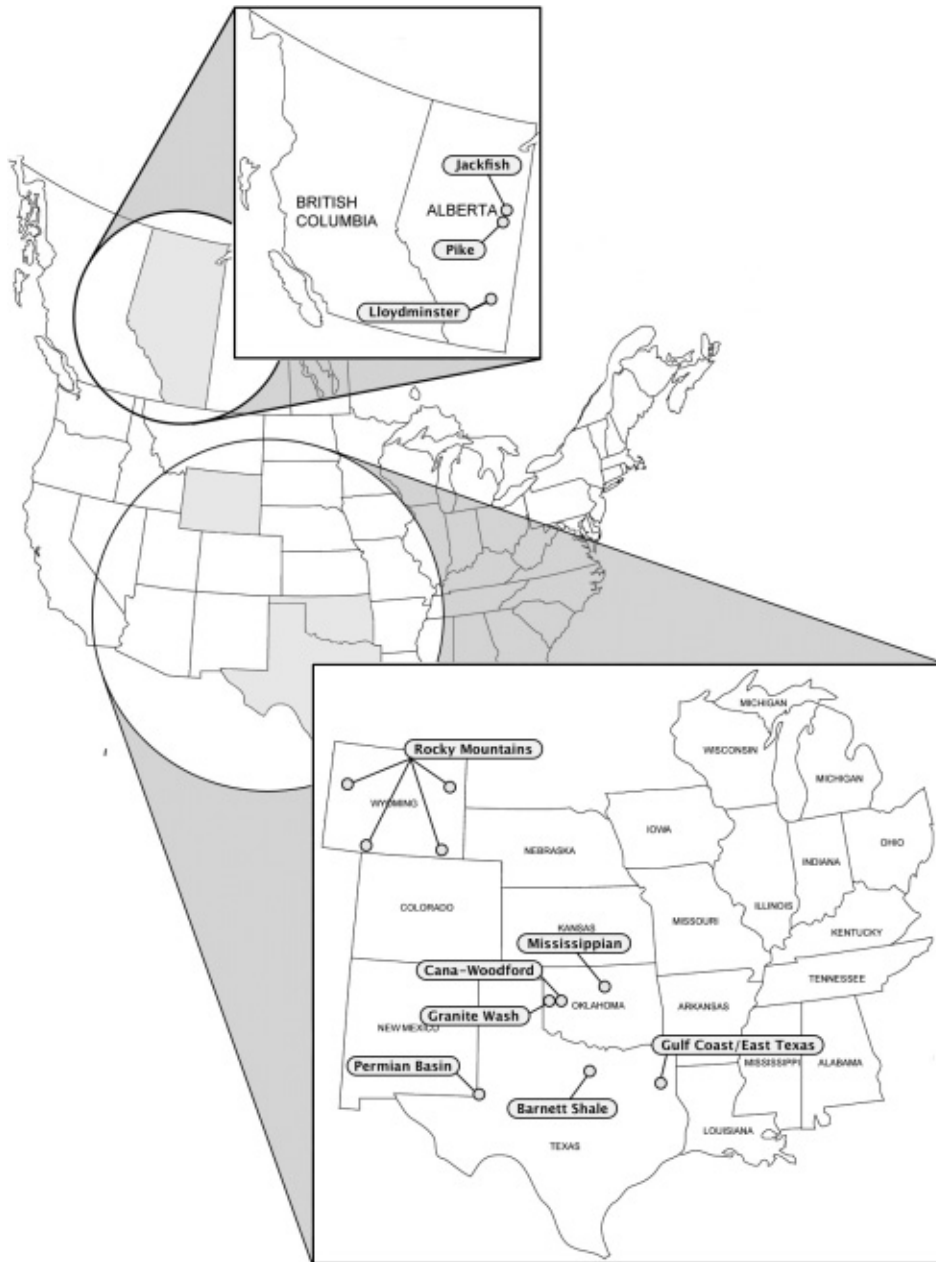 Jackfish
BRITISH
COLUMBIA
ALBERTA
Pike
Lloydminster
MICHIGAN
WISCONSIN
Rocky Mountains
MICHIGAN
WYOMING
IOWA
OHIO
NEBRASKA
INDIANA
ILLINOIS
COLORADO
MISSOURI
KANSAS
KENTUCKY
Mississippian
Cana-Woodford
TENNESSEE
OKLAHOMA
ARKANSAS
Granite Wash
NEW MEXICO
Gulf Coast/East Texas
MISSISSIPPI
ALABAMA
Permian Basin
Barnett Shale
LOUISIANA
TEXAS